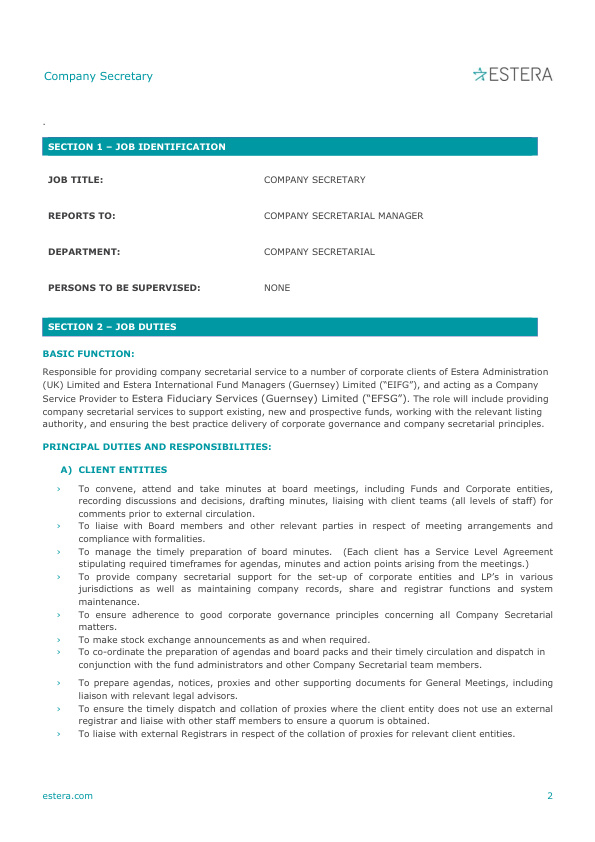 Company Secretary
ESTERA
.
SECTION 1 – JOB IDENTIFICATION
JOB TITLE: COMPANY SECRETARY
REPORTS TO: COMPANY SECRETARIAL MANAGER
DEPARTMENT: COMPANY SECRETARIAL
PERSONS TO BE SUPERVISED: NONE
SECTION 2 – JOB DUTIES
BASIC FUNCTION:
Responsible for providing company secretarial service to a number of corporate clients of Estera Administration
(UK) Limited and Estera International Fund Managers (Guernsey) Limited (“EIFG”), and acting as a Company
Service Provider to Estera Fiduciary Services (Guernsey) Limited (“EFSG”). The role will include providing
company secretarial services to support existing, new and prospective funds, working with the relevant listing
authority, and ensuring the best practice delivery of corporate governance and company secretarial principles.
PRINCIPAL DUTIES AND RESPONSIBILITIES:
A) CLIENT ENTITIES
› To convene, attend and take minutes at board meetings, including Funds and Corporate entities,
recording discussions and decisions, drafting minutes, liaising with client teams (all levels of staff) for
comments prior to external circulation.
› To liaise with Board members and other relevant parties in respect of meeting arrangements and
compliance with formalities.
› To manage the timely preparation of board minutes. (Each client has a Service Level Agreement
stipulating required timeframes for agendas, minutes and action points arising from the meetings.)
› To provide company secretarial support for the set-up of corporate entities and LP’s in various
jurisdictions as well as maintaining company records, share and registrar functions and system
maintenance.
› To ensure adherence to good corporate governance principles concerning all Company Secretarial
matters.
› To make stock exchange announcements as and when required.
› To co-ordinate the preparation of agendas and board packs and their timely circulation and dispatch in
conjunction with the fund administrators and other Company Secretarial team members.
› To prepare agendas, notices, proxies and other supporting documents for General Meetings, including
liaison with relevant legal advisors.
› To ensure the timely dispatch and collation of proxies where the client entity does not use an external
registrar and liaise with other staff members to ensure a quorum is obtained.
› To liaise with external Registrars in respect of the collation of proxies for relevant client entities.
estera.com 2